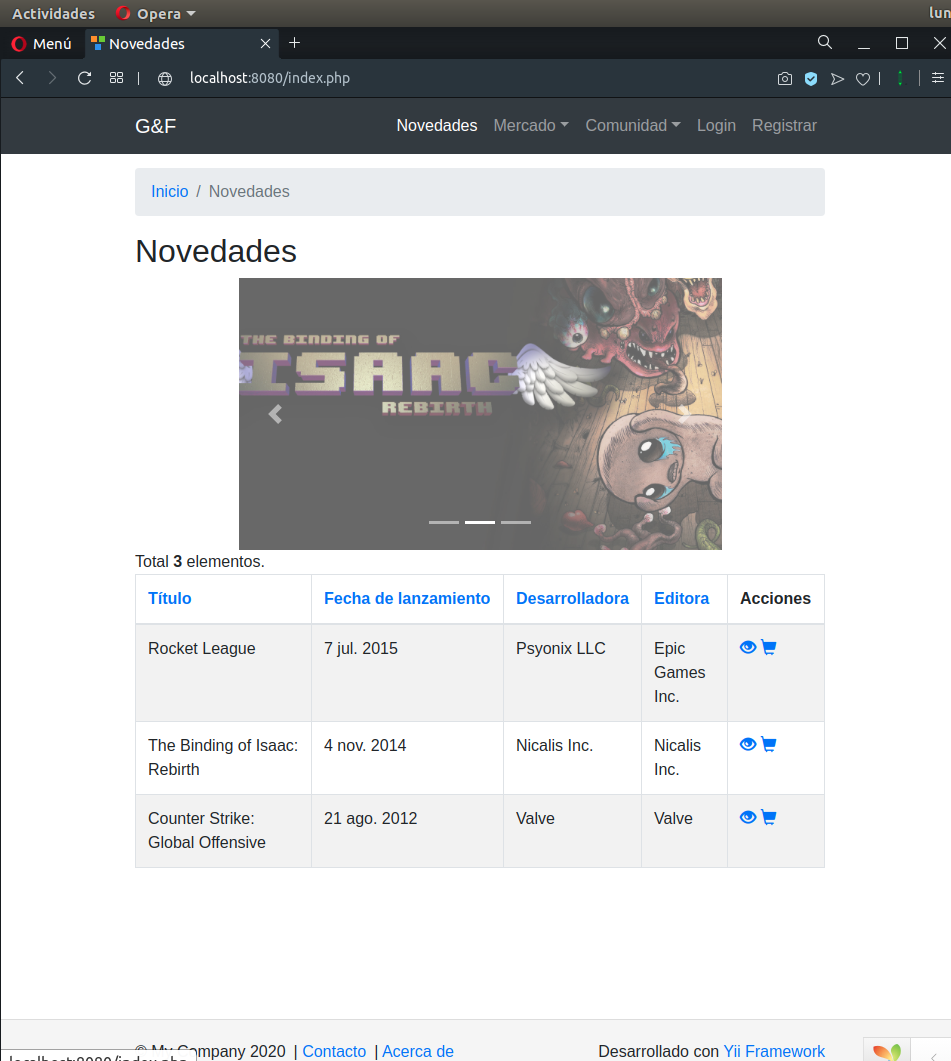 Actividades Opera lun
Menú Novedades
localhost:8080/index.php
G&F Novedades Mercado Comunidad Login Registrar
Inicio / Novedades
Novedades
THE BINDING OF
ISAAC
REBIRTH
Total 3 elementos.
Título Fecha de lanzamiento Desarrolladora Editora Acciones
Rocket League 7 jul. 2015 Psyonix LLC Epic
Games
Inc.
The Binding of Isaac: 4 nov. 2014 Nicalis Inc. Nicalis
Rebirth Inc.
Counter Strike: 21 ago. 2012 Valve Valve
Global Offensive
© My Company 2020 | Contacto | Acerca de Desarrollado con Yii Framework
localhost:8080/index.php